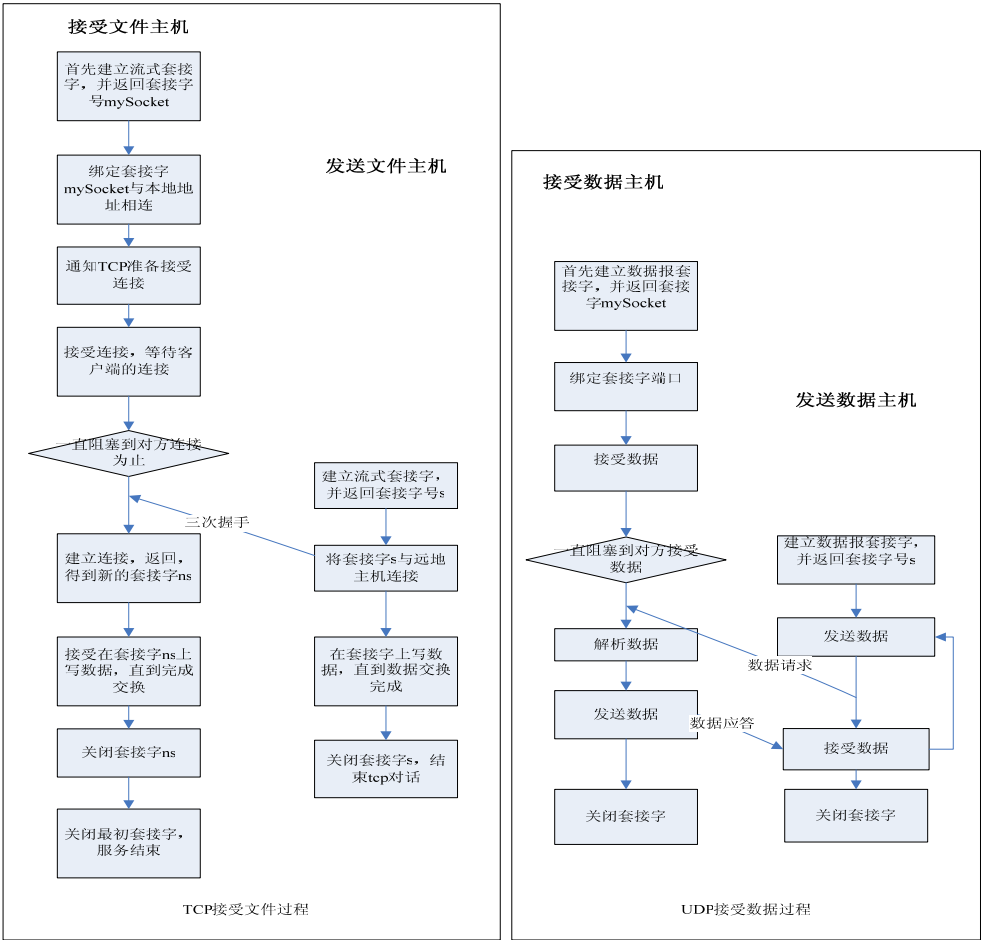 接受文件主机
首先建立流式套接
字，并返回套接字
号mySocket
绑定套接字
mySocket与本地地
址相连
通知TCP准备接受
连接
接受连接，等待客
户端的连接
一直阻塞到对方连接
为止
建立连接，返回，
得到新的套接字ns
接受在套接字ns上
写数据，直到完成
交换
关闭套接字ns
关闭最初套接字，
服务结束
发送文件主机
建立流式套接字，
并返回套接字号s
三次握手
将套接字s与远地
主机连接
在套接字上写数
据，直到数据交换
完成
关闭套接字s，结
束tcp对话
TCP接受文件过程
接受数据主机
首先建立数据报套
接字，并返回套接
字mySocket
绑定套接字端口
接受数据
一直阻塞到对方接受
数据
解析数据
发送数据
关闭套接字
发送数据主机
建立数据报套接字，
并返回套接字号s
发送数据
数据请求
数据应答
接受数据
关闭套接字
UDP接受数据过程